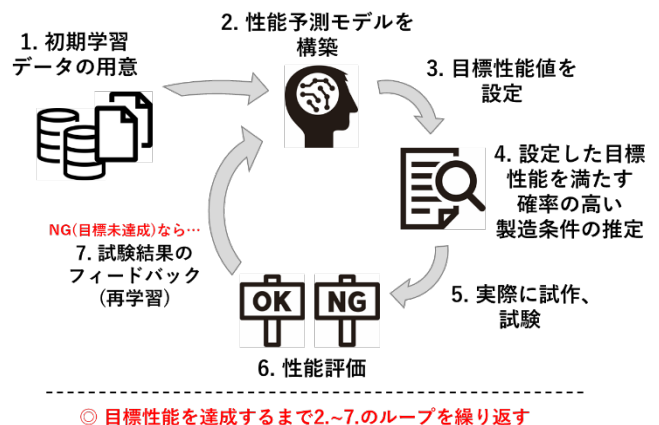 1. 初期学習
データの用意
2. 性能予測モデルを
構築
3. 目標性能値を
設定
4. 設定した目標
性能を満たす
確率の高い
製造条件の推定
5. 実際に試作、
試験
OK
NG
6. 性能評価
NG(目標未達成)なら…
7. 試験結果の
フィードバック
(再学習)
◎ 目標性能を達成するまで2.~7.のループを繰り返す